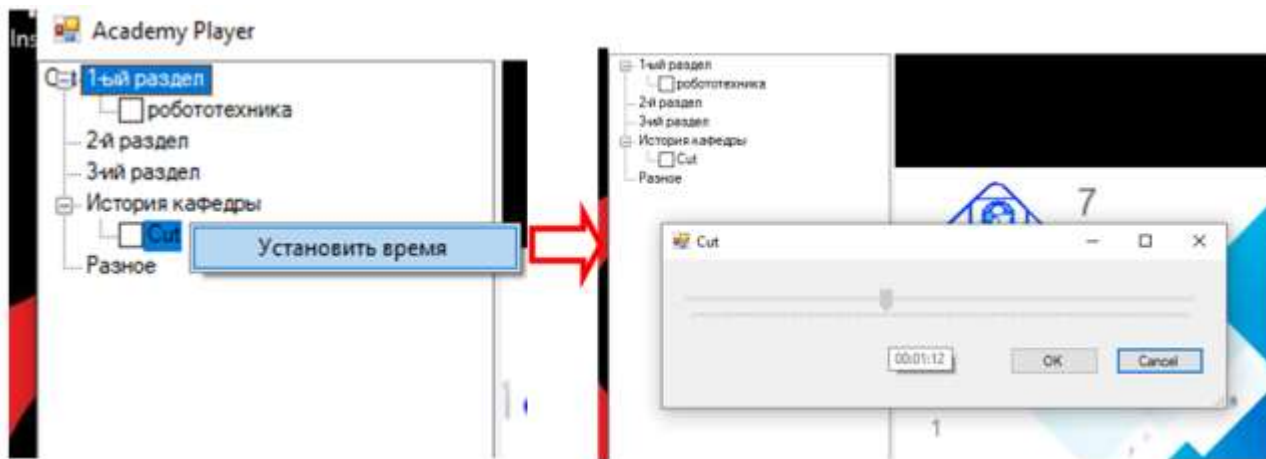 Ins
Academy Player
1-ый раздел
робототехника
2-й раздел
3-ий раздел
История кафедры
Cut
Установить время
Разное
1-ый раздел
робототехника
2-й раздел
3-ий раздел
История кафедры
Cut
Разное
7
Cut
00:01:12
OK
Cancel
1